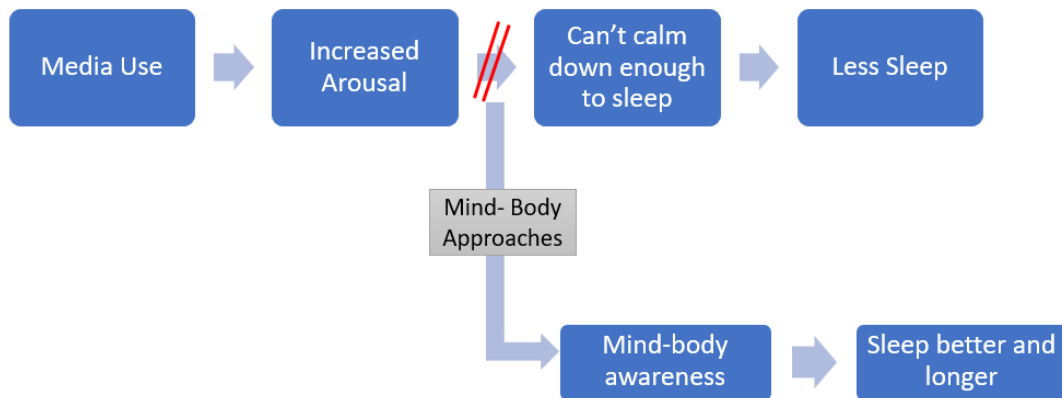 Media Use
Increased
Arousal
Can’t calm
down enough
to sleep
Less Sleep
Mind- Body
Approaches
Mind-body
awareness
Sleep better and
longer